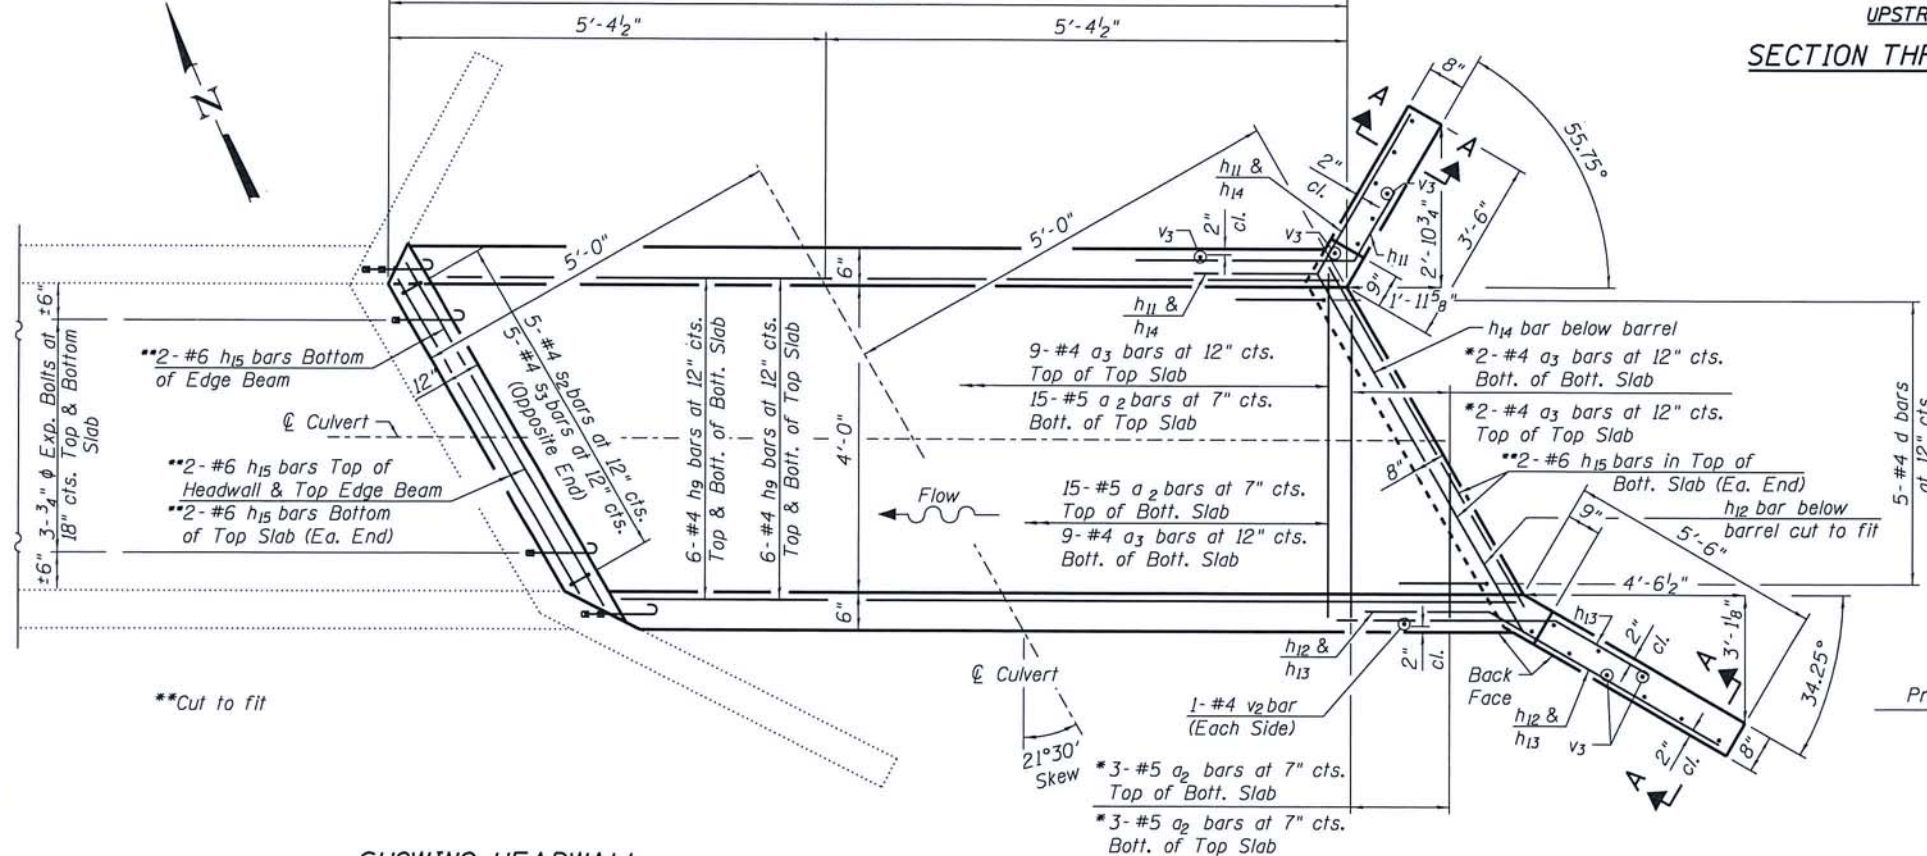 UPSTR
SECTION THR
5'-4½"
5'-4½"
N
8"
A
A
55.75°
h11 &
h14
2"
cl.
v3
3'-6"
2'-10¾"
5'-0"
5'-0"
v3
2"
cl.
v3
h11
9"
1'-11⅝"
6"
h11 &
h14
±6"
3-¾" φ Exp. Bolts at
18" cts. Top & Bottom
Slab
±6"
**2-#6 h15 bars Bottom
of Edge Beam
12"
5-#4 s2 bars at 12" cts.
5-#4 s3 bars at 12" cts.
(Opposite End)
6-#4 h9 bars at 12" cts.
Top & Bott. of Bott. Slab
6-#4 h9 bars at 12" cts.
Top & Bott. of Top Slab
4'-0"
9-#4 a3 bars at 12" cts.
Top of Top Slab
15-#5 a2 bars at 7" cts.
Bott. of Top Slab
h14 bar below barrel
*2-#4 a3 bars at 12" cts.
Bott. of Bott. Slab
*2-#4 a3 bars at 12" cts.
Top of Top Slab
**2-#6 h15 bars in Top of
Bott. Slab (Ea. End)
5-#4 d bars
at 12" cts.
℄ Culvert
**2-#6 h15 bars Top of
Headwall & Top Edge Beam
**2-#6 h15 bars Bottom
of Top Slab (Ea. End)
Flow
8"
15-#5 a2 bars at 7" cts.
Top of Bott. Slab
9-#4 a3 bars at 12" cts.
Bott. of Bott. Slab
h12 bar below
barrel cut to fit
9"
5'-6"
4'-6½"
6"
h13
2"
cl.
A
3'-1⅛"
34.25°
h12 &
h13
2"
cl.
Back
Face
℄ Culvert
**Cut to fit
1-#4 v2 bar
(Each Side)
h12 &
h13
v3
2"
cl.
8"
A
Pr
21°30'
Skew
*3-#5 a2 bars at 7" cts.
Top of Bott. Slab
*3-#5 a2 bars at 7" cts.
Bott. of Top Slab
SHOWING HEADWALL